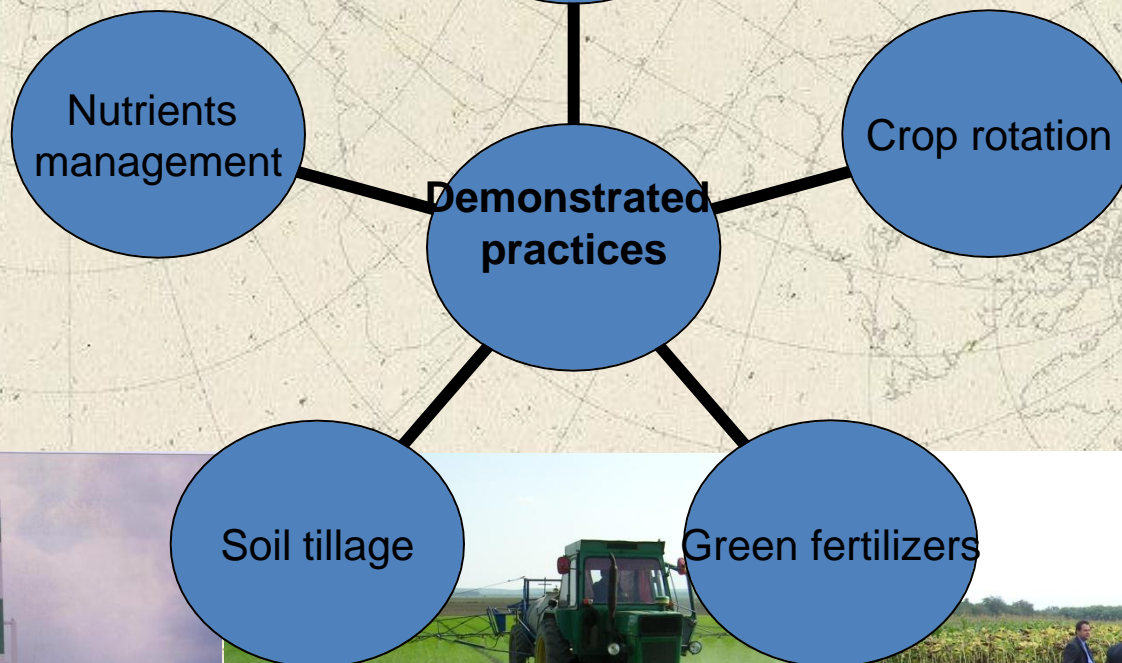 Nutrients
management
Crop rotation
Demonstrated
practices
Soil tillage
Green fertilizers